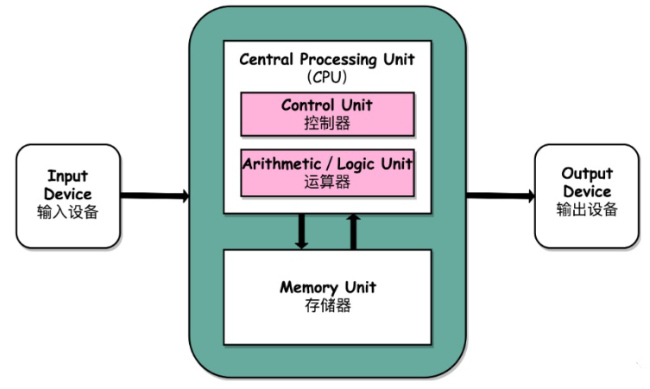 Central Processing Unit
(CPU)
Control Unit
控制器
Arithmetic / Logic Unit
运算器
Input
Device
输入设备
Output
Device
输出设备
Memory Unit
存储器